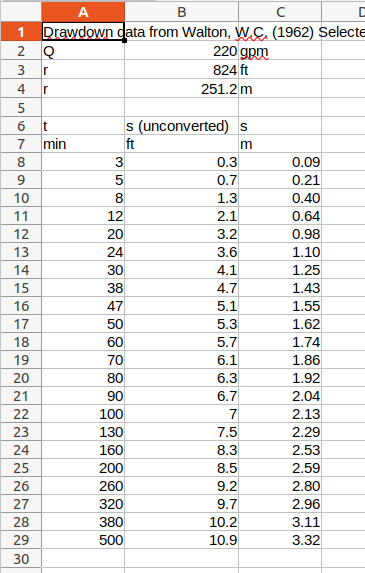 A B C
1 Drawdown data from Walton, W.C. (1962)
2 Q 220 gpm
3 r 824 ft
4 r 251.2 m
5
6 t s (unconverted) s
7 min ft m
8 3 0.3 0.09
9 5 0.7 0.21
10 8 1.3 0.40
11 12 2.1 0.64
12 20 3.2 0.98
13 24 3.6 1.10
14 30 4.1 1.25
15 38 4.7 1.43
16 47 5.1 1.55
17 50 5.3 1.62
18 60 5.7 1.74
19 70 6.1 1.86
20 80 6.3 1.92
21 90 6.7 2.04
22 100 7 2.13
23 130 7.5 2.29
24 160 8.3 2.53
25 200 8.5 2.59
26 260 9.2 2.80
27 320 9.7 2.96
28 380 10.2 3.11
29 500 10.9 3.32
30